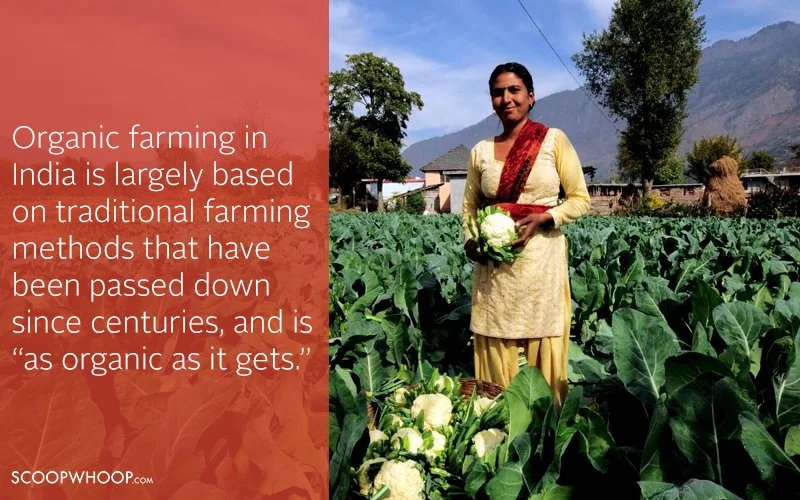 Organic farming in
India is largely based
on traditional farming
methods that have
been passed down
since centuries, and is
“as organic as it gets.”
SCOOPWHOOP.COM